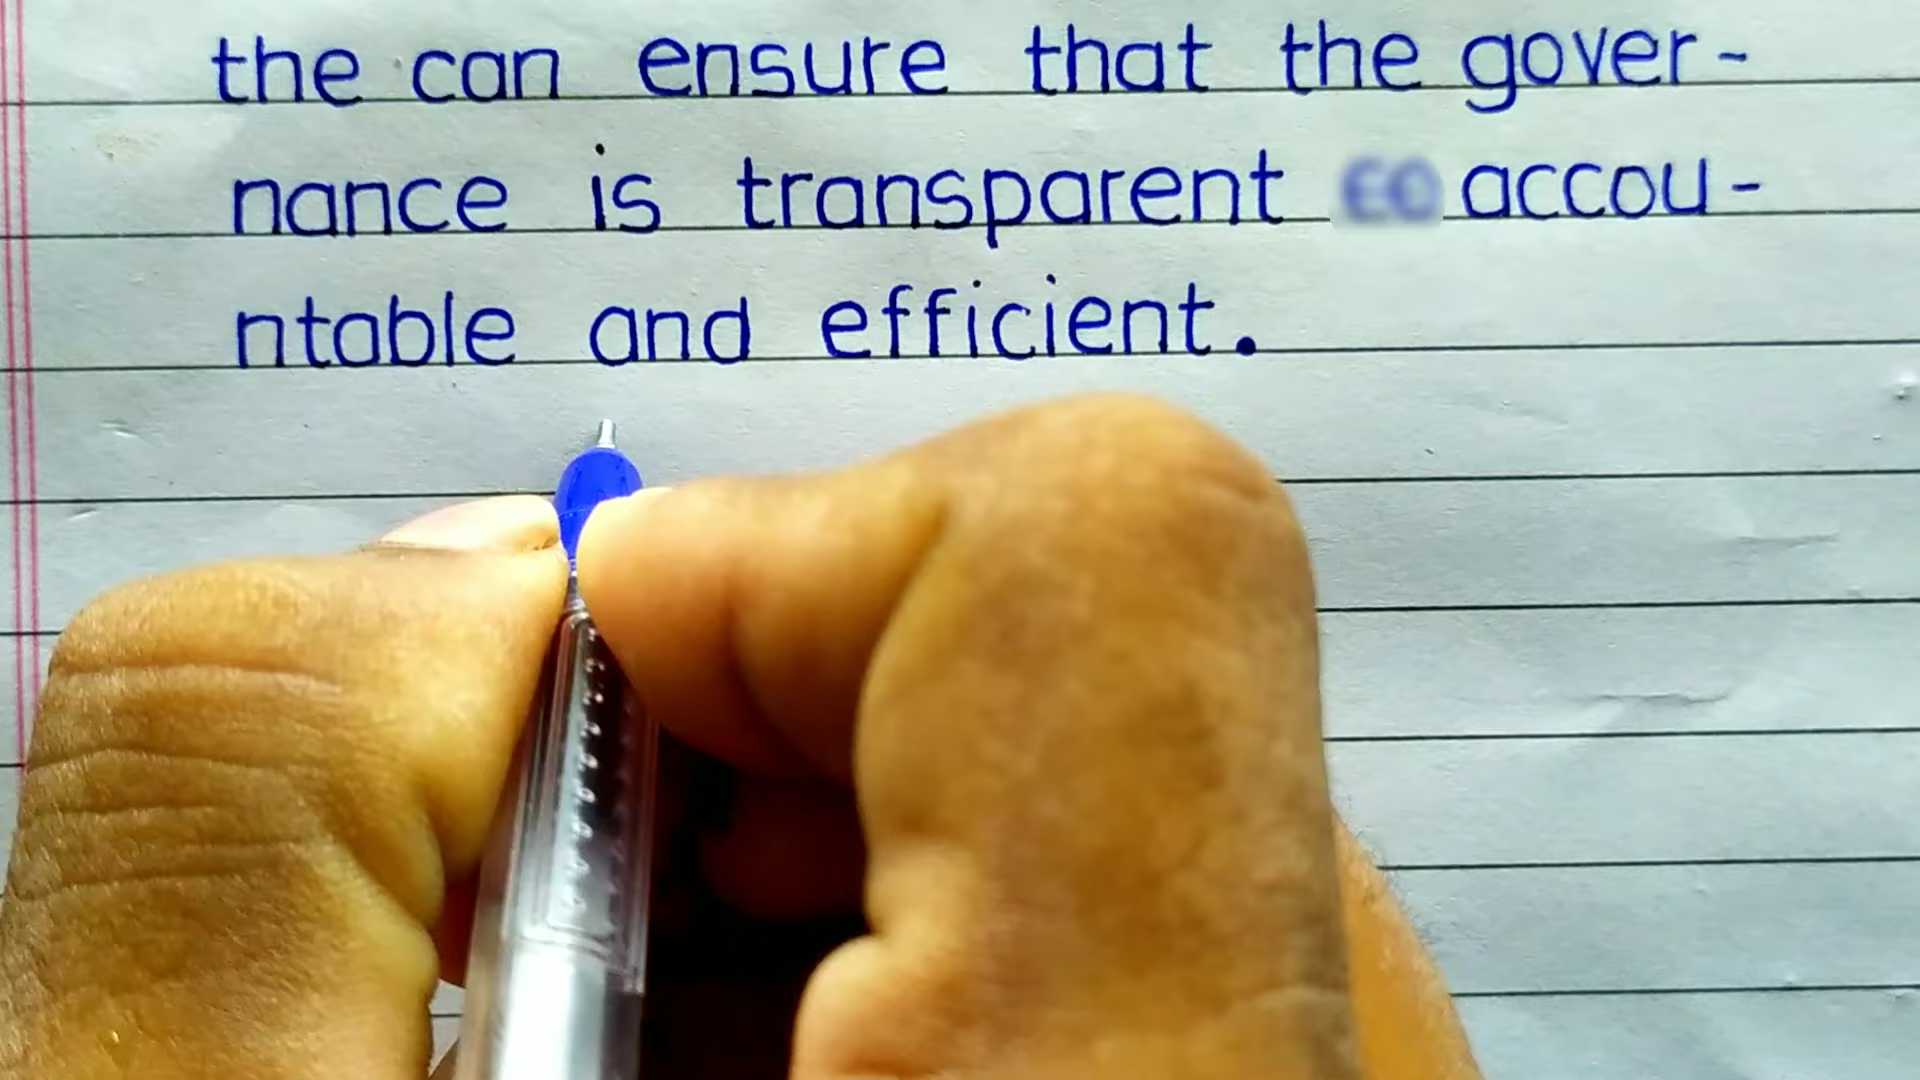 the can ensure that the gover-
nance is transparent accou-
ntable and efficient.